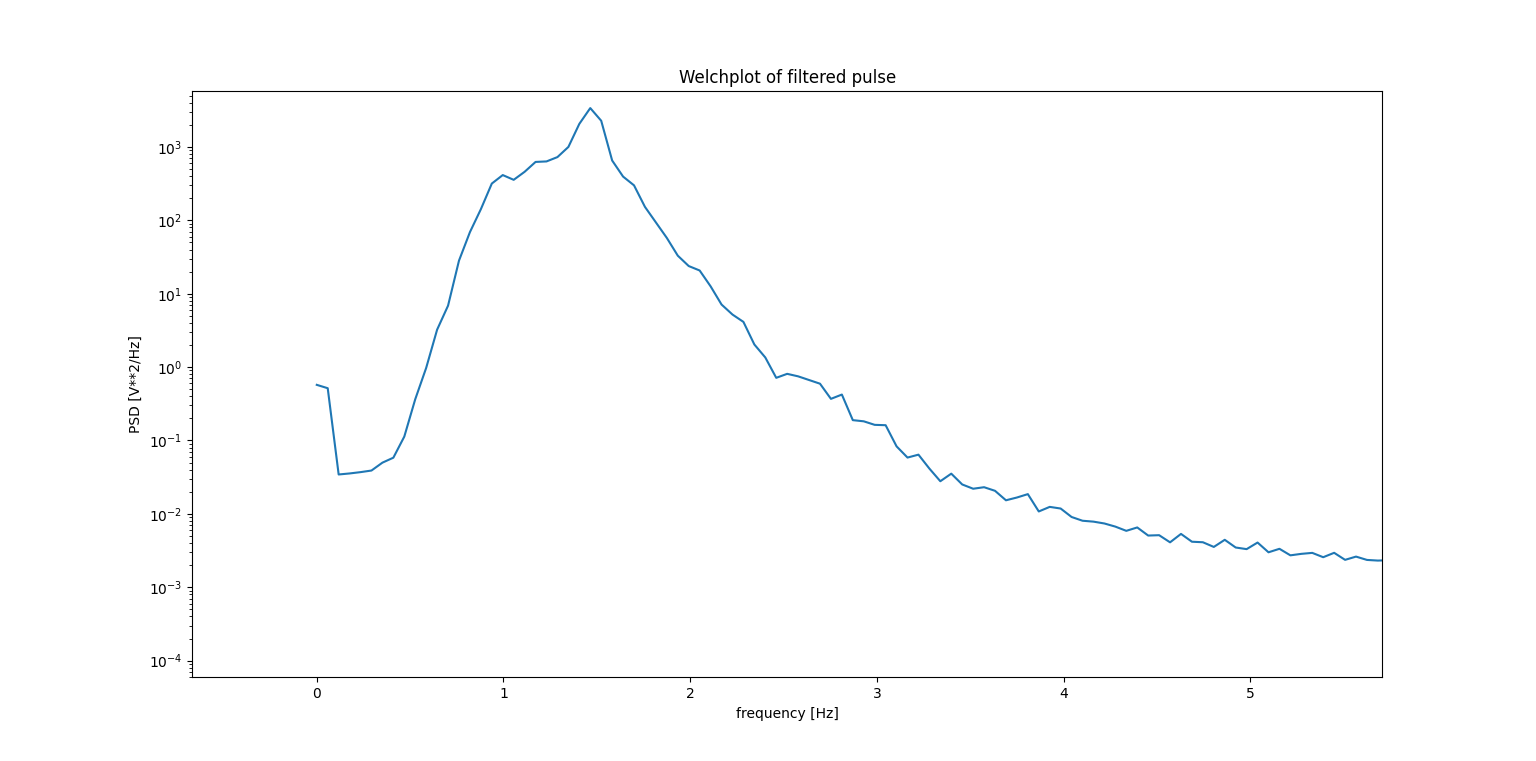 Welchplot of filtered pulse
PSD [V**2/Hz]
10³
10²
10¹
10⁰
10⁻¹
10⁻²
10⁻³
10⁻⁴
0 1 2 3 4 5
frequency [Hz]